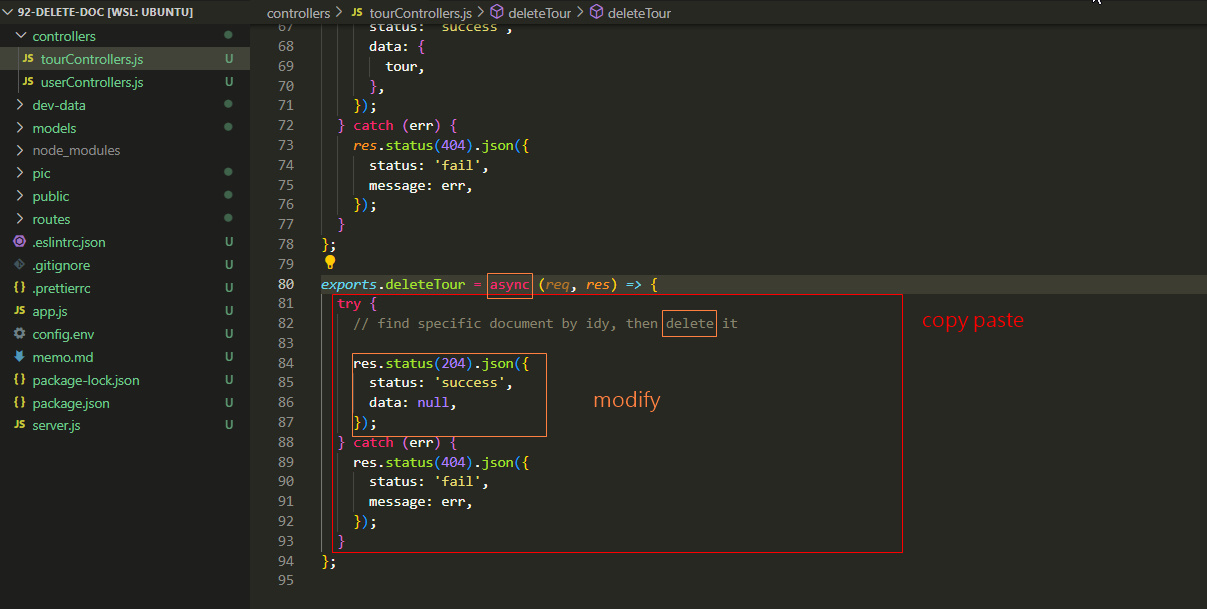 92-DELETE-DOC [WSL: UBUNTU]
controllers
JS tourControllers.js U
JS userControllers.js U
dev-data
models
node_modules
pic
public
routes
.eslintrc.json U
.gitignore U
{} .prettierrc U
JS app.js U
config.env U
memo.md U
{} package-lock.json U
{} package.json U
JS server.js U
controllers > JS tourControllers.js > deleteTour > deleteTour
67 status: 'success',
68 data: {
69 tour,
70 },
71 });
72 } catch (err) {
73 res.status(404).json({
74 status: 'fail',
75 message: err,
76 });
77 }
78 };
79
80 exports.deleteTour = async (req, res) => {
81 try {
82 // find specific document by idy, then delete it
copy paste
83
84 res.status(204).json({
85 status: 'success',
86 data: null,
modify
87 });
88 } catch (err) {
89 res.status(404).json({
90 status: 'fail',
91 message: err,
92 });
93 }
94 };
95